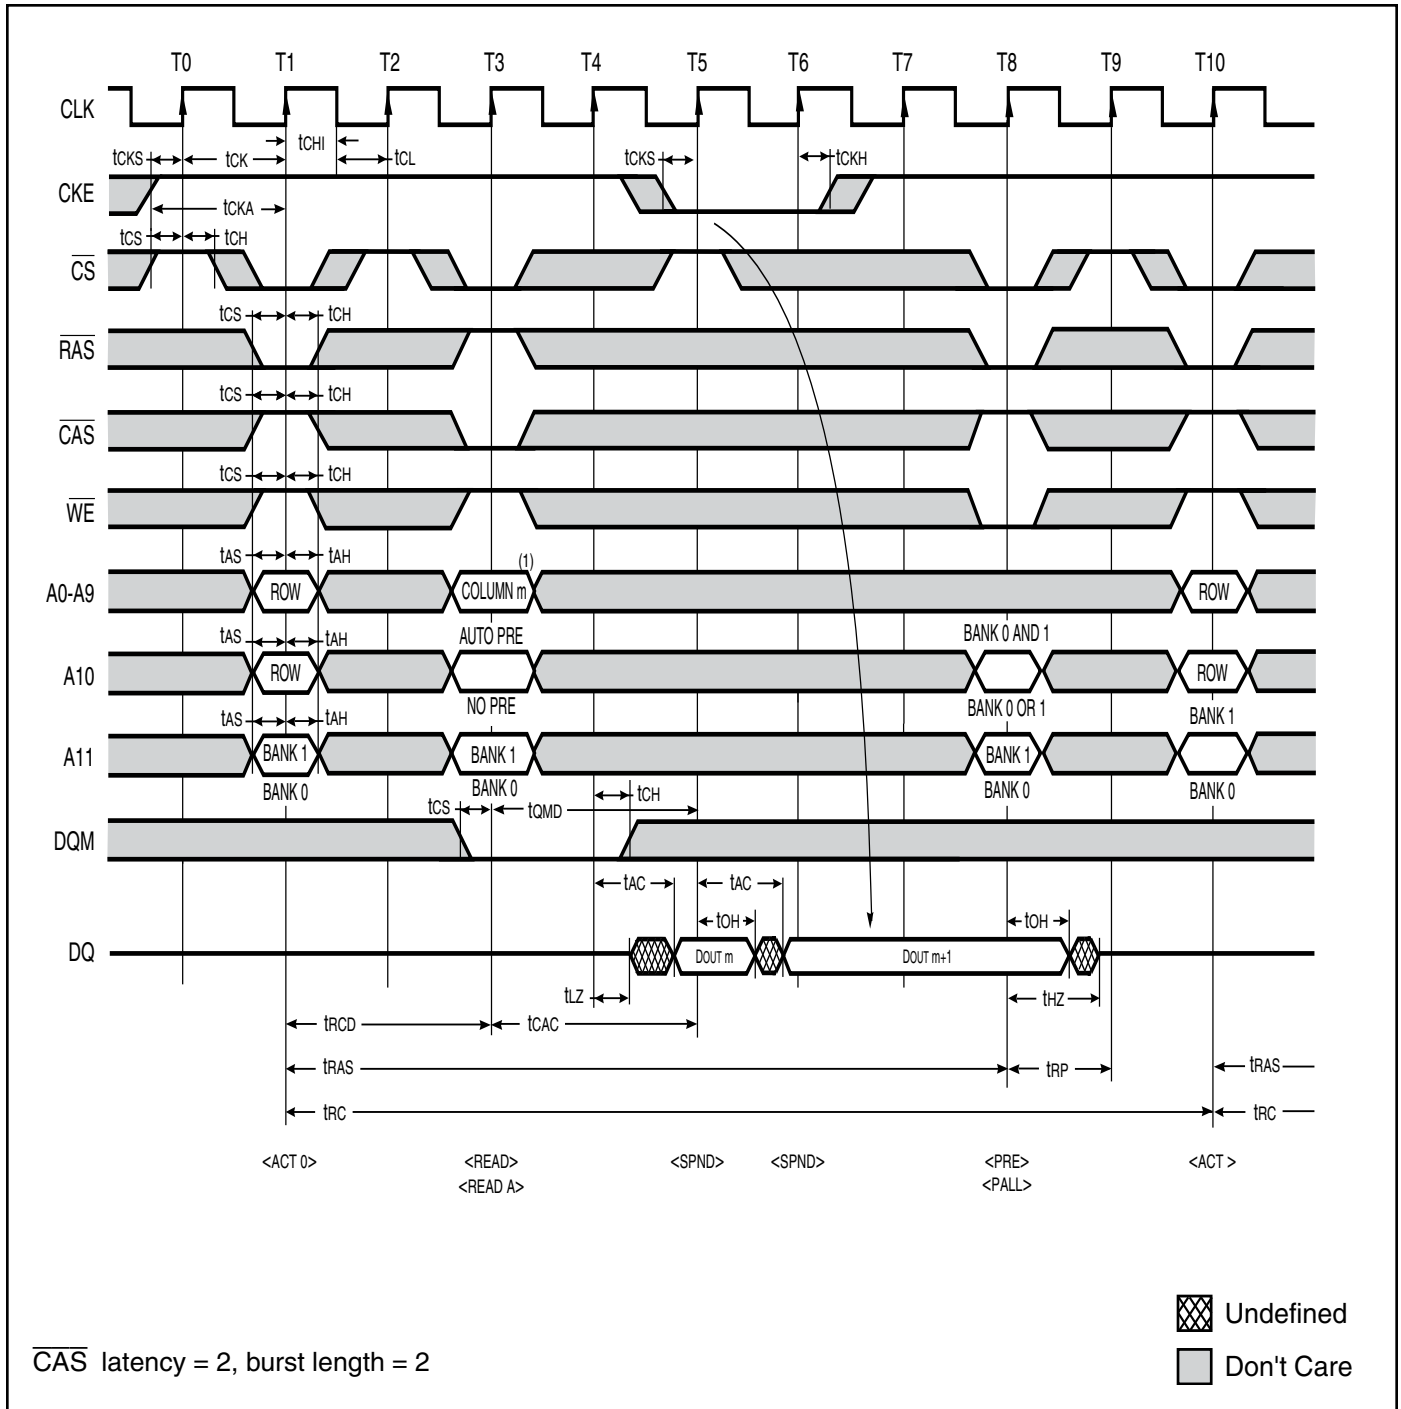 T0 T1 T2 T3 T4 T5 T6 T7 T8 T9 T10
CLK
tCHI
tCKS tCK tCL tCKS tCKH
CKE
tCKA
tCS tCH
CS
tCS tCH
RAS
tCS tCH
CAS
tCS tCH
WE
tAS tAH (1)
A0-A9 ROW COLUMN m ROW
tAS tAH AUTO PRE BANK 0 AND 1
A10 ROW ROW
NO PRE BANK 0 OR 1 BANK 1
tAS tAH
A11 BANK 1 BANK 1 BANK 1
BANK 0 BANK 0 BANK 0 BANK 0
tCS tQMD tCH
DQM
tAC tAC
tOH tOH
DQ DOUT m DOUT m+1
tLZ tHZ
tRCD tCAC
tRAS tRP tRAS
tRC tRC
<ACT 0> <READ> <SPND> <SPND> <PRE> <ACT >
<READ A> <PALL>
Undefined
CAS latency = 2, burst length = 2
Don't Care